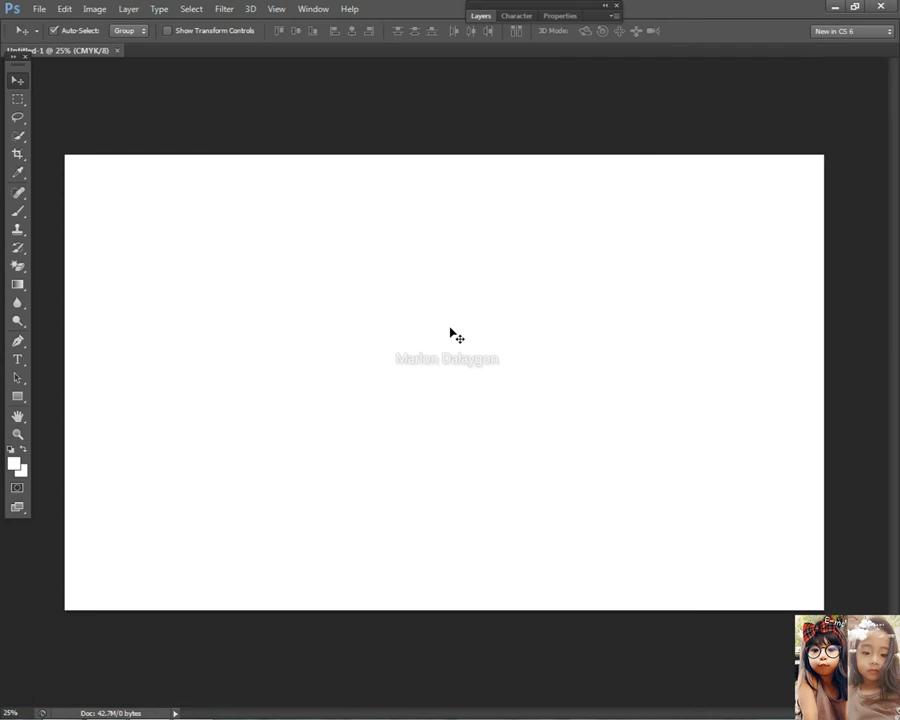 Ps File Edit Image Layer Type Select Filter 3D View Window Help
Layers Character Properties
Auto-Select: Group Show Transform Controls 3D Mode: New in CS 6
Untitled-1 @ 25% (CMYK/8)
Marlon Dalaygon
T
25% Doc: 42.7M/0 bytes